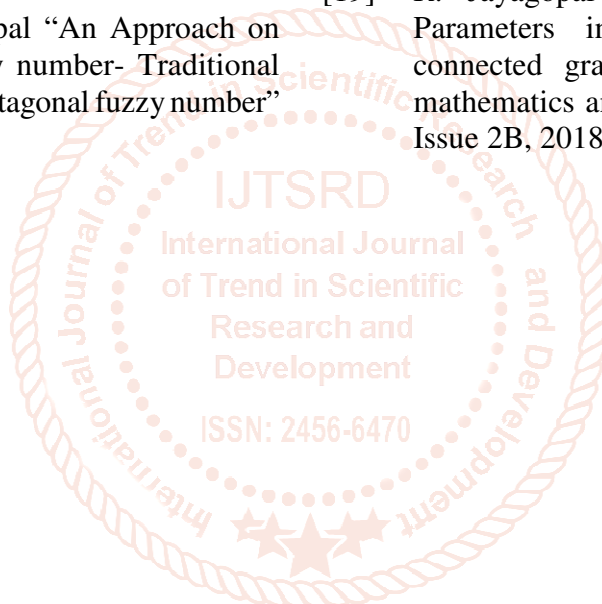 pal “An Approach on
y number- Traditional
tagonal fuzzy number”
Parameters in
connected gra
mathematics a
Issue 2B, 2018
International Journal of Trend in Scientific Research and Development
IJTSRD
International Journal
of Trend in Scientific
Research and
Development
ISSN: 2456-6470